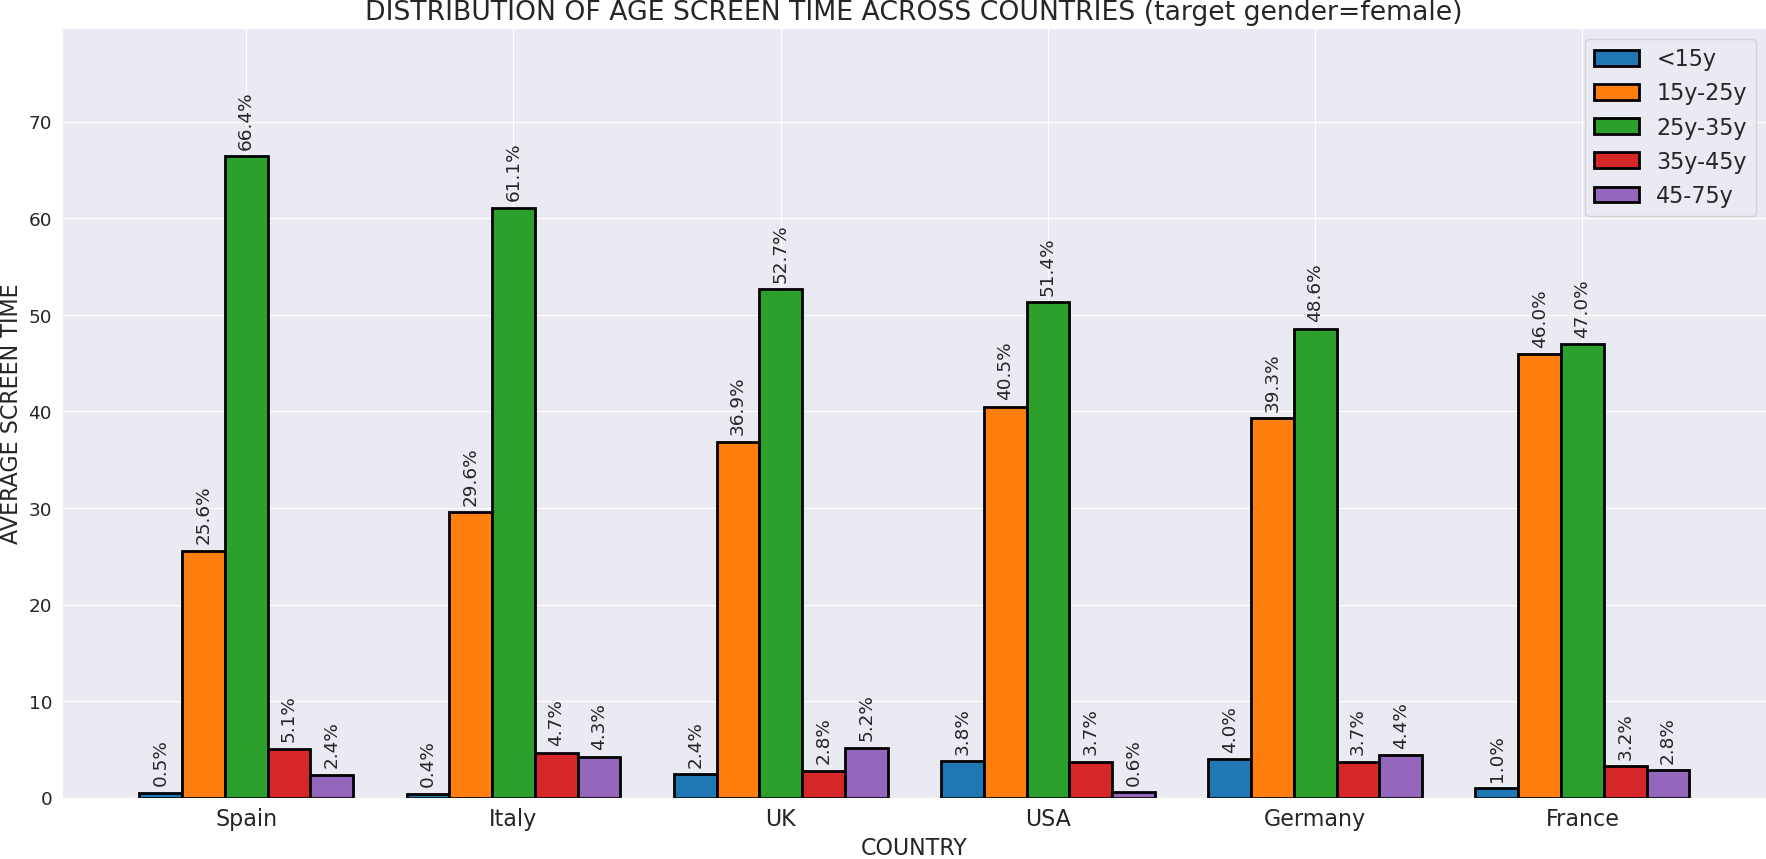 DISTRIBUTION OF AGE SCREEN TIME ACROSS COUNTRIES (target gender=female)
<15y
15y-25y
25y-35y
35y-45y
45-75y
AVERAGE SCREEN TIME
70
60
50
40
30
20
10
0
0.5%
25.6%
66.4%
5.1%
2.4%
0.4%
29.6%
61.1%
4.7%
4.3%
2.4%
36.9%
52.7%
2.8%
5.2%
3.8%
40.5%
51.4%
3.7%
0.6%
4.0%
39.3%
48.6%
3.7%
4.4%
1.0%
46.0%
47.0%
3.2%
2.8%
Spain
Italy
UK
USA
Germany
France
COUNTRY